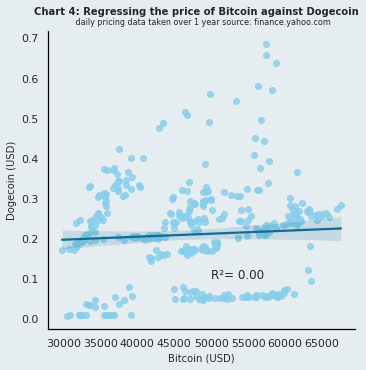 Chart 4: Regressing the price of Bitcoin against Dogecoin
daily pricing data taken over 1 year source: finance.yahoo.com
0.7
0.6
0.5
0.4
0.3
0.2
0.1
0.0
Dogecoin (USD)
R²= 0.00
30000 35000 40000 45000 50000 55000 60000 65000
Bitcoin (USD)